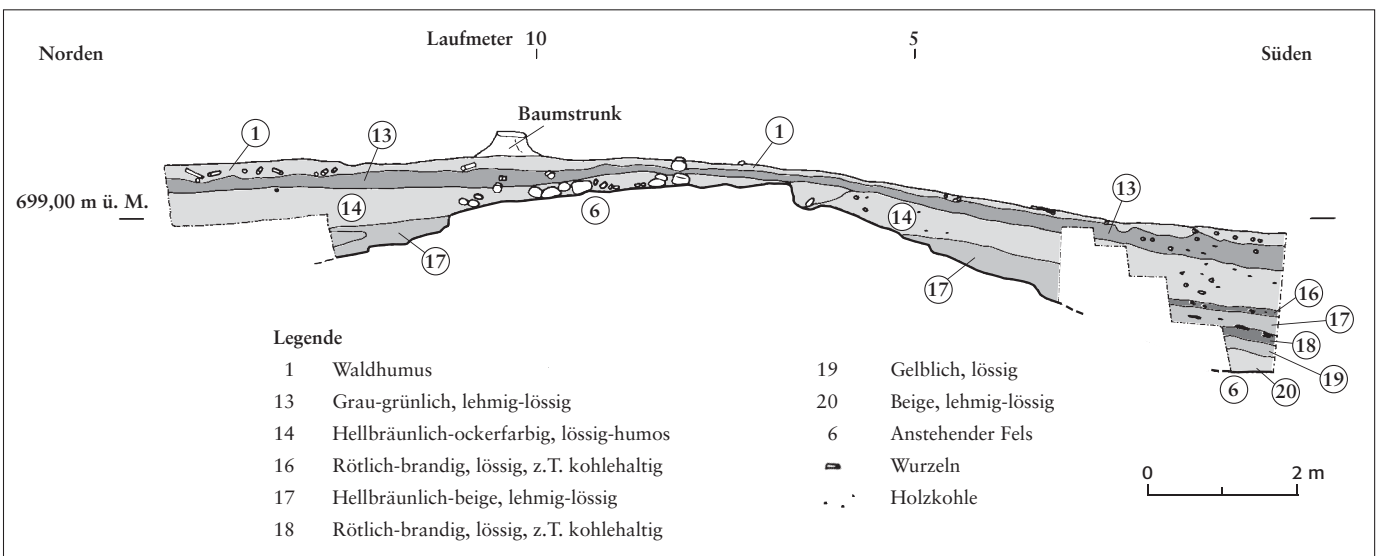 Laufmeter 10 5
Norden Süden
Baumstrunk
1 13 1
13
699,00 m ü. M.
14 6 14
17 17
16
17
18
19
6 20
Legende
1 Waldhumus
13 Grau-grünlich, lehmig-lössig
14 Hellbräunlich-ockerfarbig, lössig-humos
16 Rötlich-brandig, lössig, z.T. kohlehaltig
17 Hellbräunlich-beige, lehmig-lössig
18 Rötlich-brandig, lössig, z.T. kohlehaltig
19 Gelblich, lössig
20 Beige, lehmig-lössig
6 Anstehender Fels
Wurzeln
Holzkohle
0 2 m